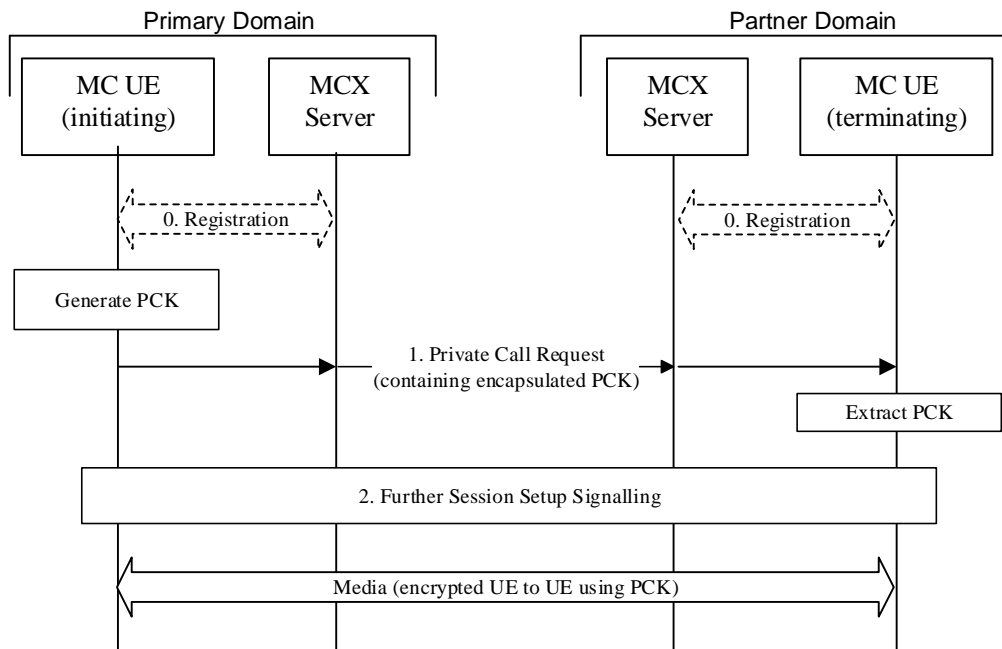 Primary Domain
Partner Domain
MC UE
(initiating)
MCX
Server
MCX
Server
MC UE
(terminating)
0. Registration
0. Registration
Generate PCK
1. Private Call Request
(containing encapsulated PCK)
Extract PCK
2. Further Session Setup Signalling
Media (encrypted UE to UE using PCK)